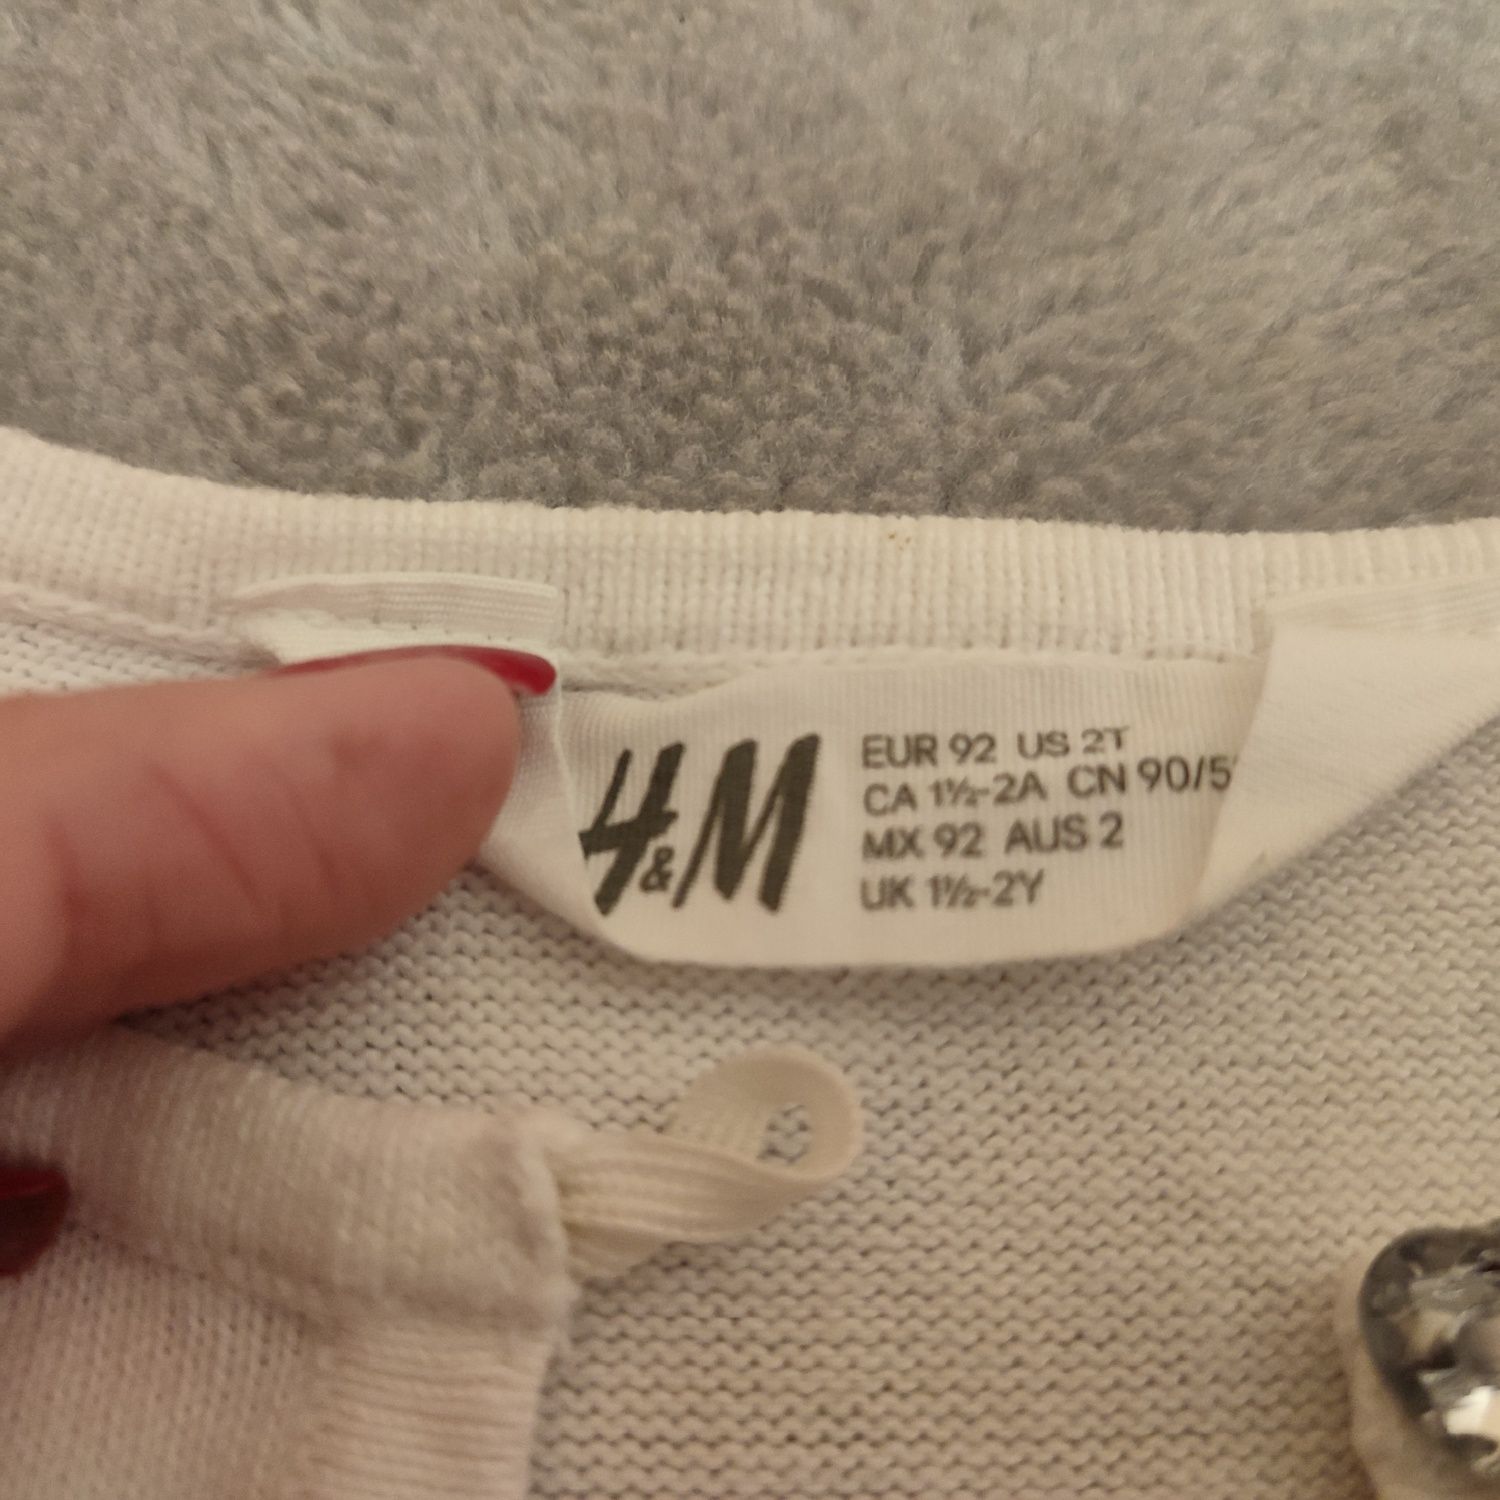 H&M
EUR 92 US 2T
CA 1½-2A CN 90/5
MX 92 AUS 2
UK 1½-2Y